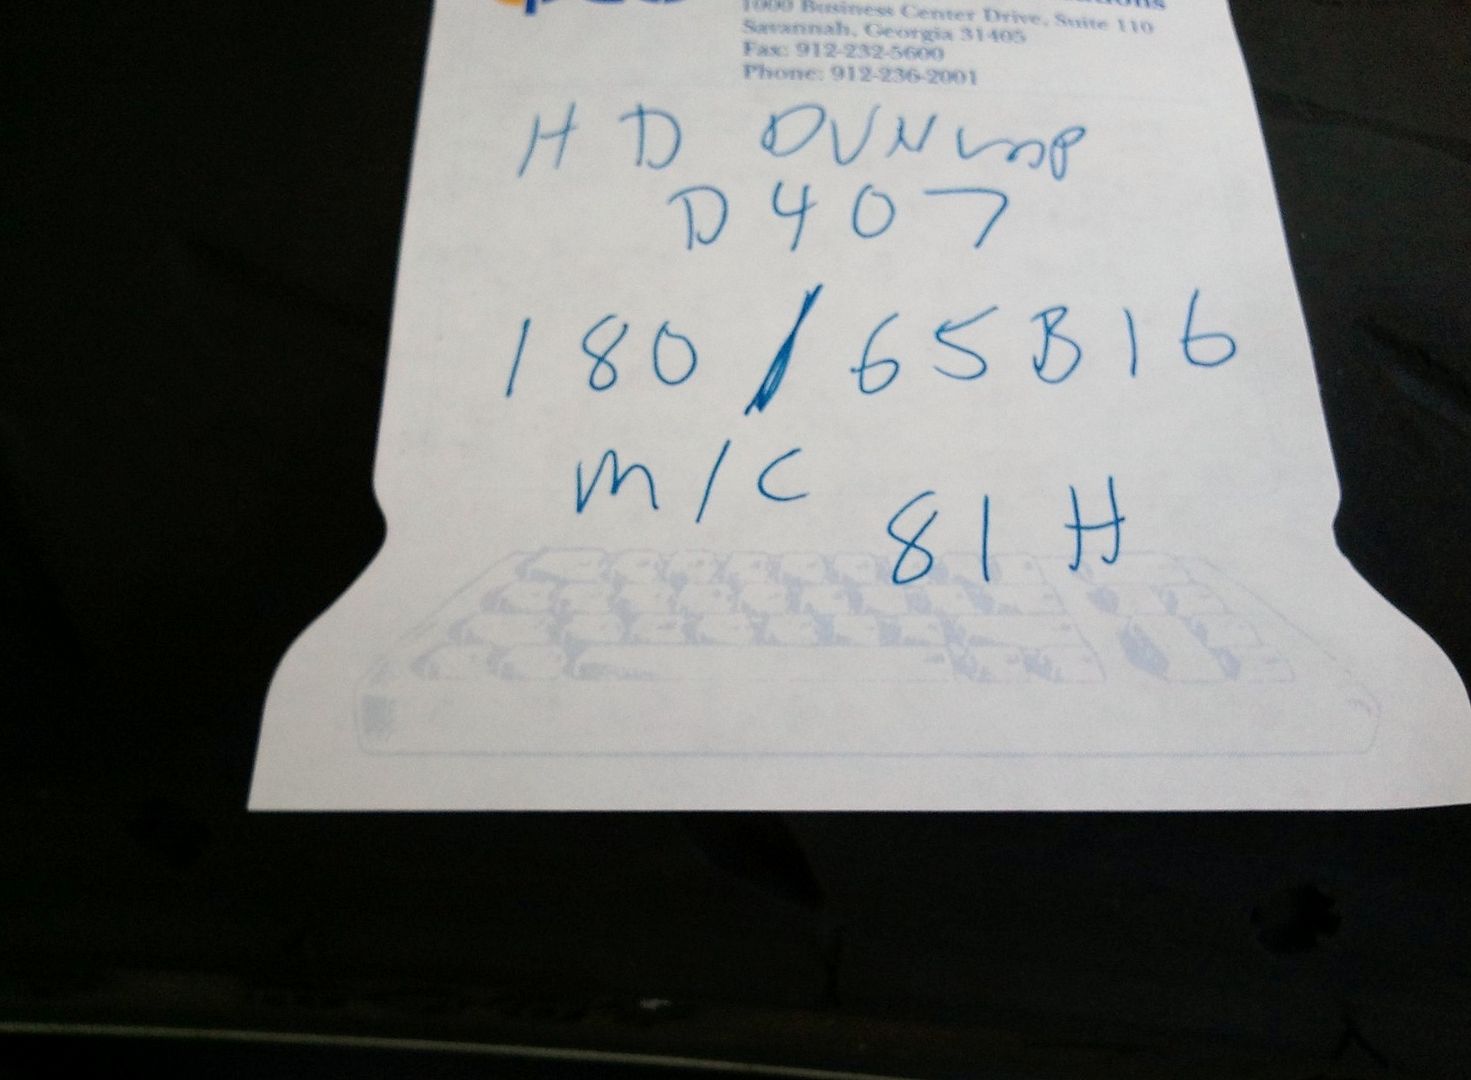 1000 Business Center Drive, Suite 110
Savannah, Georgia 31405
Fax: 912-232-5600
Phone: 912-236-2001
H D DUNLOP
D407
180/65B16
M/C
81H